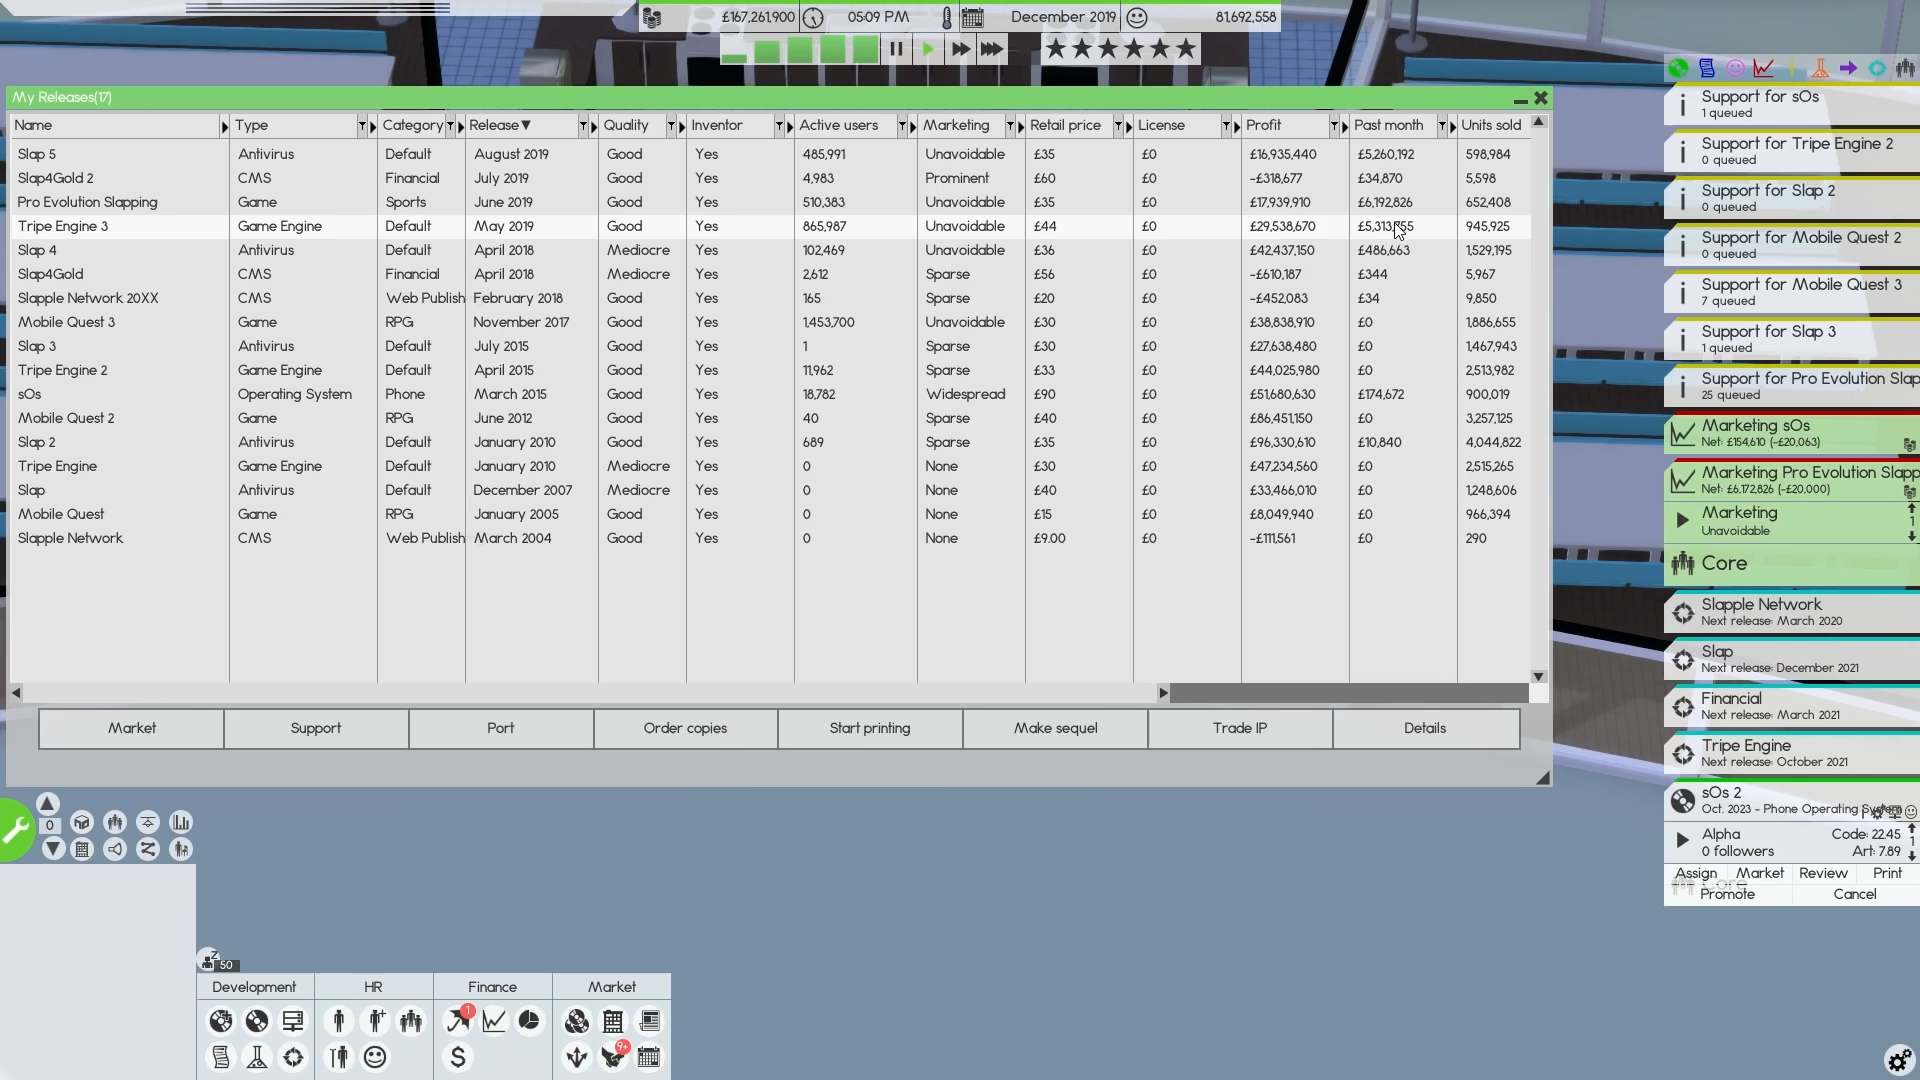 £167,261,900 05:09 PM December 2019 81,692,558
My Releases(17)
Name Type Category Release▼ Quality Inventor Active users Marketing Retail price License Profit Past month Units sold
Slap 5 Antivirus Default August 2019 Good Yes 485,991 Unavoidable £35 £0 £16,935,440 £5,260,192 598,984
Slap4Gold 2 CMS Financial July 2019 Good Yes 4,983 Prominent £60 £0 -£318,677 £34,870 5,598
Pro Evolution Slapping Game Sports June 2019 Good Yes 510,383 Unavoidable £35 £0 £17,939,910 £6,192,826 652,408
Tripe Engine 3 Game Engine Default May 2019 Good Yes 865,987 Unavoidable £44 £0 £29,538,670 945,925
Slap 4 Antivirus Default April 2018 Mediocre Yes 102,469 Unavoidable £36 £0 £42,437,150 £486,663 1,529,195
Slap4Gold CMS Financial April 2018 Mediocre Yes 2,612 Sparse £56 £0 -£610,187 £344 5,967
Slapple Network 20XX CMS Web Publish February 2018 Good Yes 165 Sparse £20 £0 -£452,083 £34 9,850
Mobile Quest 3 Game RPG November 2017 Good Yes 1,453,700 Unavoidable £30 £0 £38,838,910 £0 1,886,655
Slap 3 Antivirus Default July 2015 Good Yes 1 Sparse £30 £0 £27,638,480 £0 1,467,943
Tripe Engine 2 Game Engine Default April 2015 Good Yes 11,962 Sparse £33 £0 £44,025,980 £0 2,513,982
sOs Operating System Phone March 2015 Good Yes 18,782 Widespread £90 £0 £51,680,630 £174,672 900,019
Mobile Quest 2 Game RPG June 2012 Good Yes 40 Sparse £40 £0 £86,451,150 £0 3,257,125
Slap 2 Antivirus Default January 2010 Good Yes 689 Sparse £35 £0 £96,330,610 £10,840 4,044,822
Tripe Engine Game Engine Default January 2010 Mediocre Yes 0 None £30 £0 £47,234,560 £0 2,515,265
Slap Antivirus Default December 2007 Mediocre Yes 0 None £40 £0 £33,466,010 £0 1,248,606
Mobile Quest Game RPG January 2005 Good Yes 0 None £15 £0 £8,049,940 £0 966,394
Slapple Network CMS Web Publish March 2004 Good Yes 0 None £9.00 £0 -£111,561 £0 290
Market Support Port Order copies Start printing Make sequel Trade IP Details
Support for sOs
1 queued
Support for Tripe Engine 2
0 queued
Support for Slap 2
0 queued
Support for Mobile Quest 2
0 queued
Support for Mobile Quest 3
7 queued
Support for Slap 3
1 queued
Support for Pro Evolution Slap
25 queued
Marketing sOs
Net: £154,610 (-£20,063)
Marketing Pro Evolution Slapp
Net: £6,172,826 (-£20,000)
Marketing
Unavoidable 1
Core
Slapple Network
Next release: March 2020
Slap
Next release: December 2021
Financial
Next release: March 2021
Tripe Engine
Next release: October 2021
sOs 2
Oct. 2023 - Phone Operating System
Alpha Code: 22.45
0 followers Art: 7.89 1
Assign Market Review Print
Core
Promote Cancel
0
50
Development HR Finance Market
1
9+